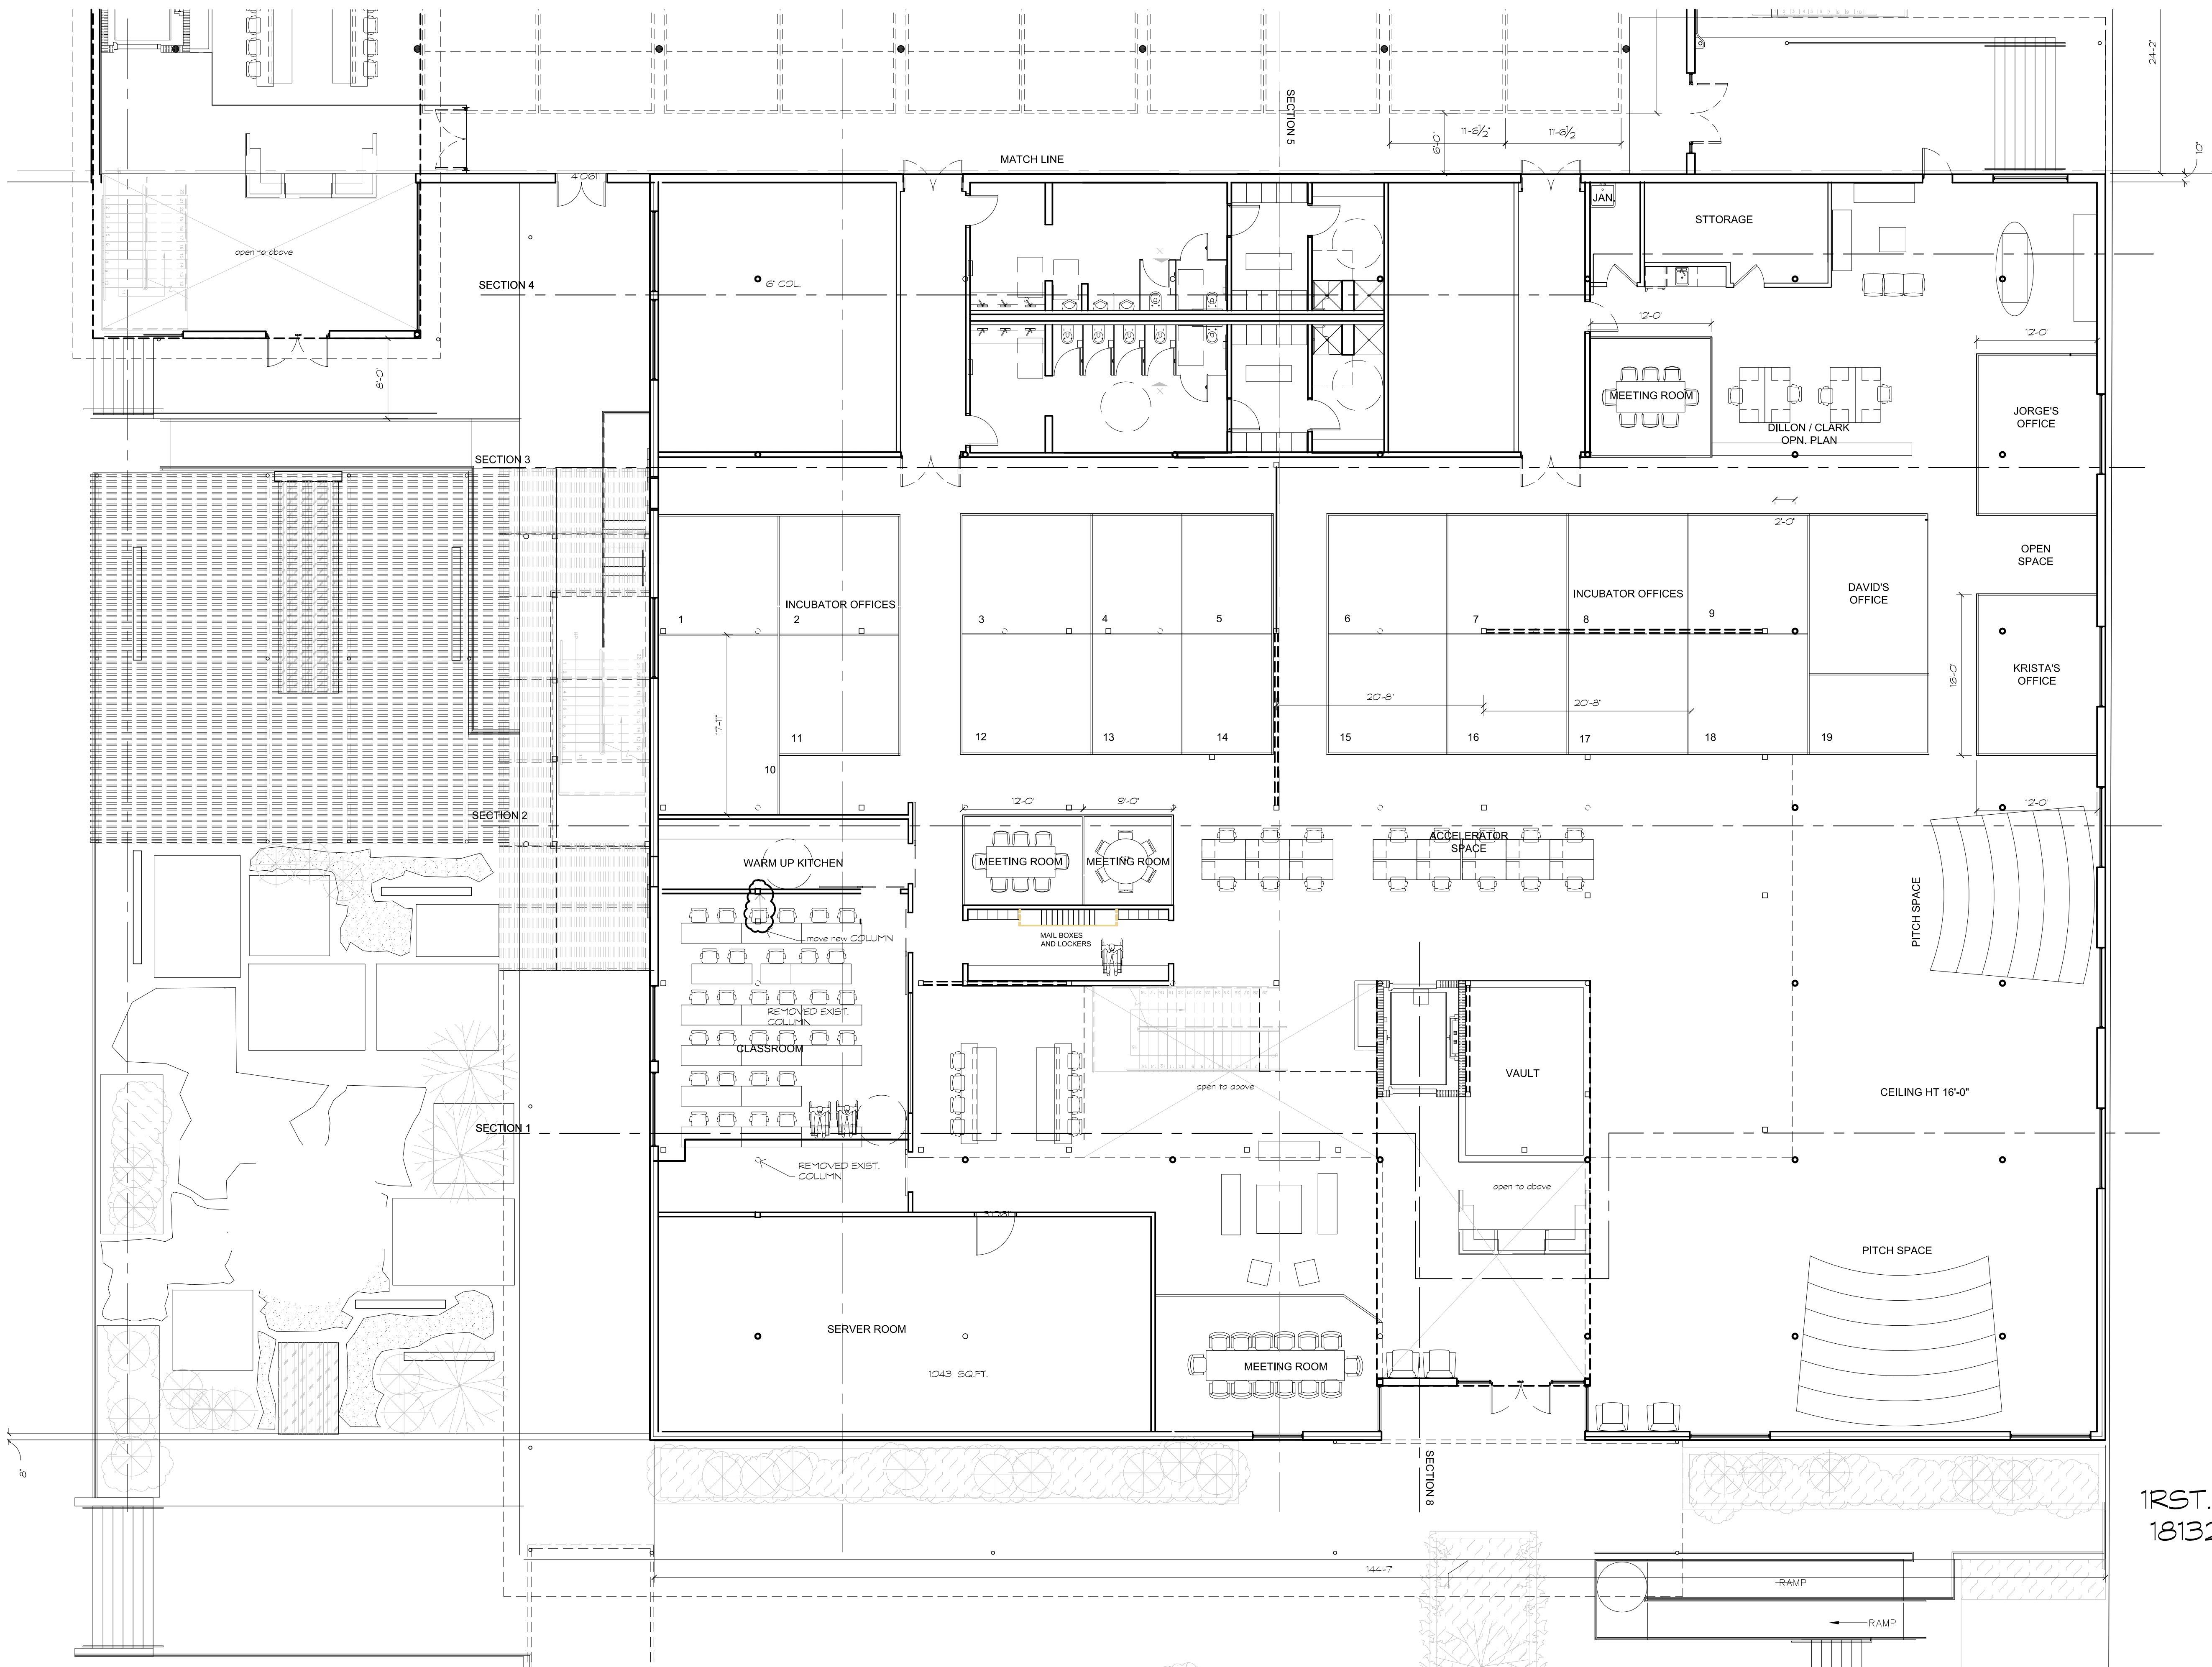 24'-2"
SECTION 5
11'-6½"
11'-6½"
6'-0"
MATCH LINE
10"
JAN.
STTORAGE
open to above
SECTION 4
6" COL.
12'-0"
12'-0"
8'-0"
MEETING ROOM
DILLON / CLARK
OPN. PLAN
JORGE'S
OFFICE
SECTION 3
2'-0"
OPEN
SPACE
INCUBATOR OFFICES
INCUBATOR OFFICES
DAVID'S
OFFICE
1
2
3
4
5
6
7
8
9
KRISTA'S
OFFICE
16'-0"
20'-8"
20'-8"
17'-11"
11
12
13
14
15
16
17
18
19
10
12'-0"
9'-0"
12'-0"
SECTION 2
ACCELERATOR
SPACE
WARM UP KITCHEN
MEETING ROOM
MEETING ROOM
PITCH SPACE
move new COLUMN
MAIL BOXES
AND LOCKERS
REMOVED EXIST.
COLUMN
CLASSROOM
VAULT
open to above
CEILING HT 16'-0"
SECTION 1
REMOVED EXIST.
COLUMN
open to above
PITCH SPACE
SERVER ROOM
1043 SQ.FT.
MEETING ROOM
8"
SECTION 8
1RST.
18132
144'-7"
RAMP
RAMP